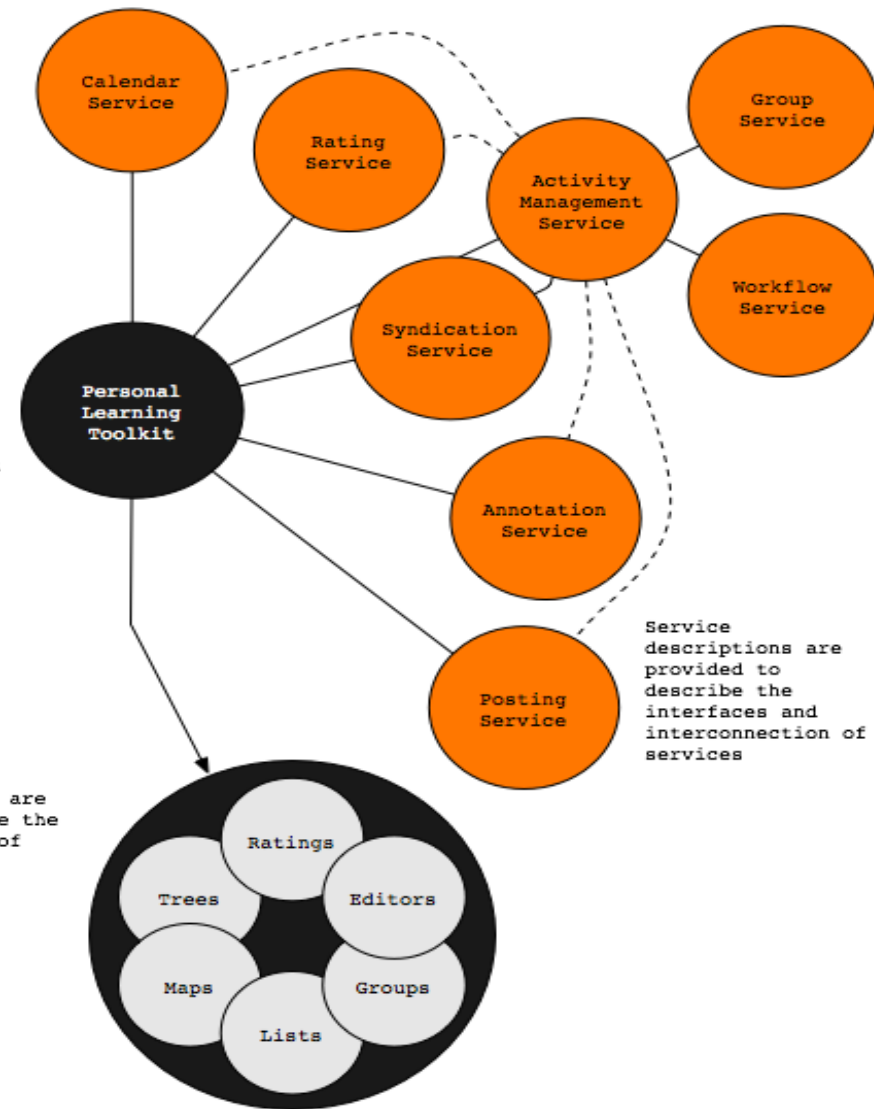 Calendar
Service
Rating
Service
Group
Service
Activity
Management
Service
Workflow
Service
Syndication
Service
Personal
Learning
Toolkit
Annotation
Service
Service
descriptions are
provided to
describe the
interfaces and
interconnection of
services
Posting
Service
are
the
of
Ratings
Trees
Editors
Maps
Groups
Lists